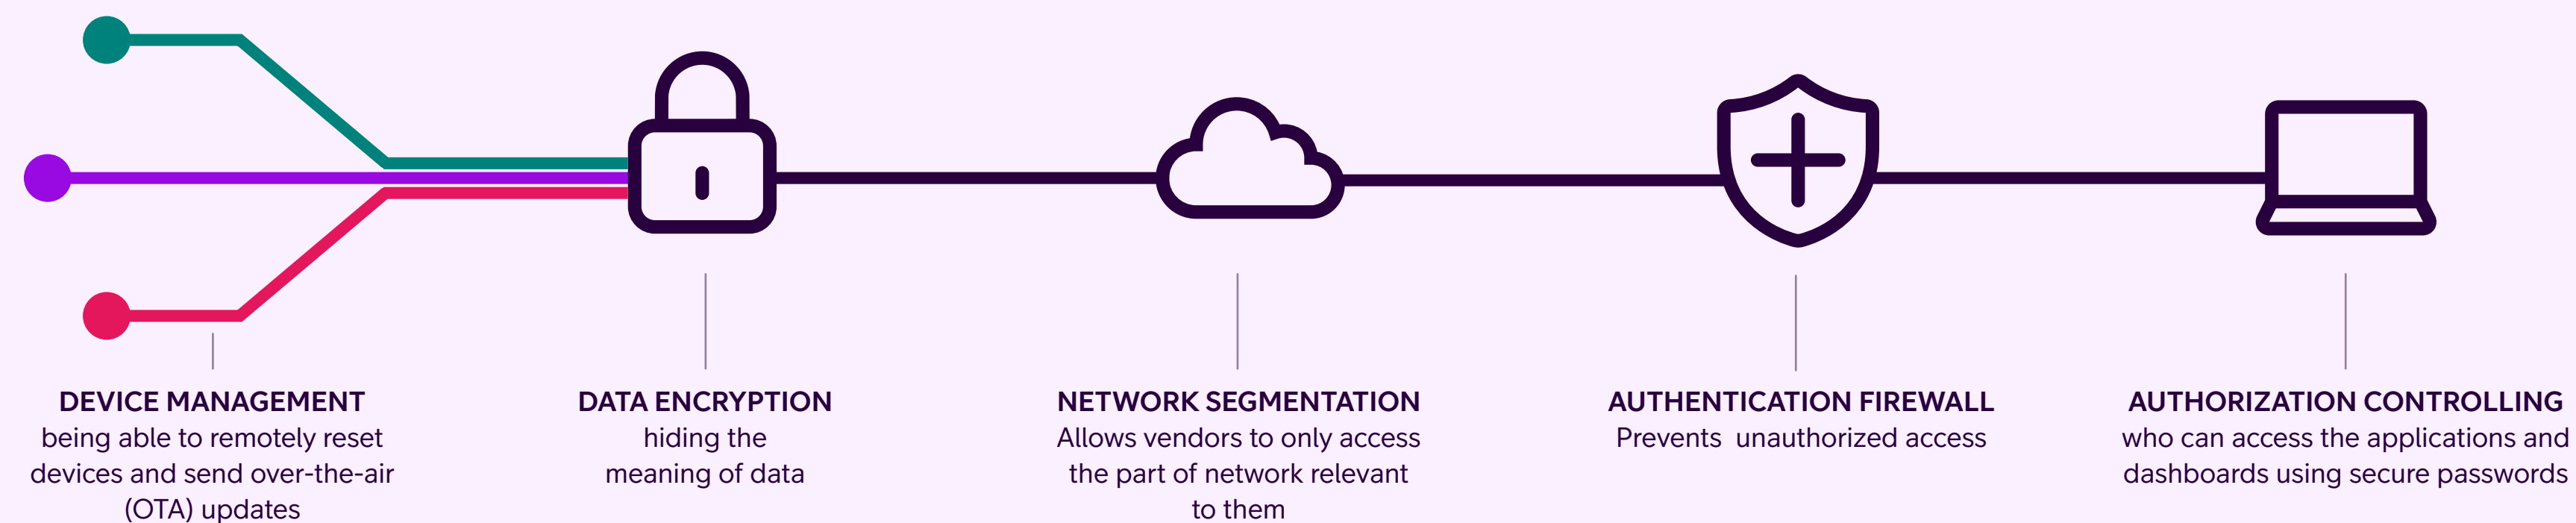 DEVICE MANAGEMENT
being able to remotely reset
devices and send over-the-air
(OTA) updates
DATA ENCRYPTION
hiding the
meaning of data
NETWORK SEGMENTATION
Allows vendors to only access
the part of network relevant
to them
AUTHENTICATION FIREWALL
Prevents  unauthorized access
AUTHORIZATION CONTROLLING
who can access the applications and
dashboards using secure passwords